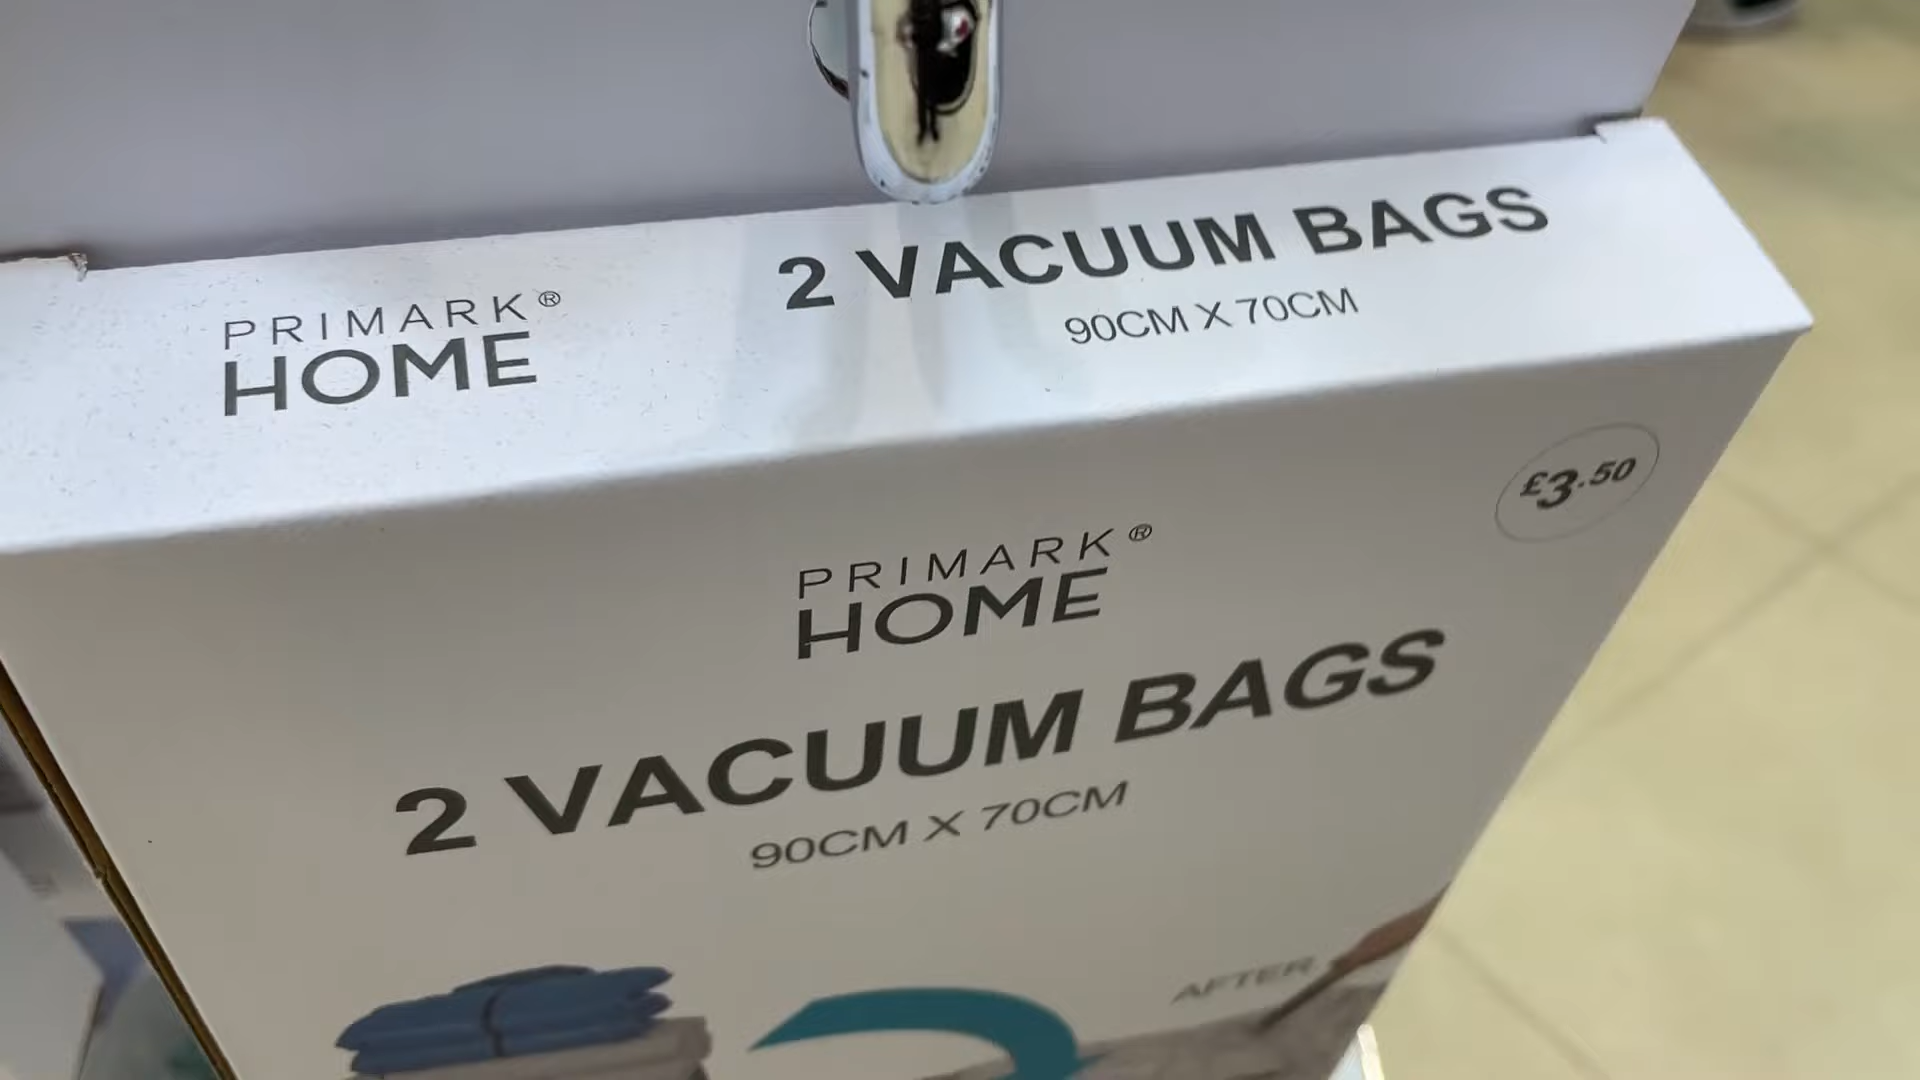 PRIMARK®
HOME
2 VACUUM BAGS
90CM X 70CM
£3.50
PRIMARK®
HOME
2 VACUUM BAGS
90CM X 70CM
AFTER